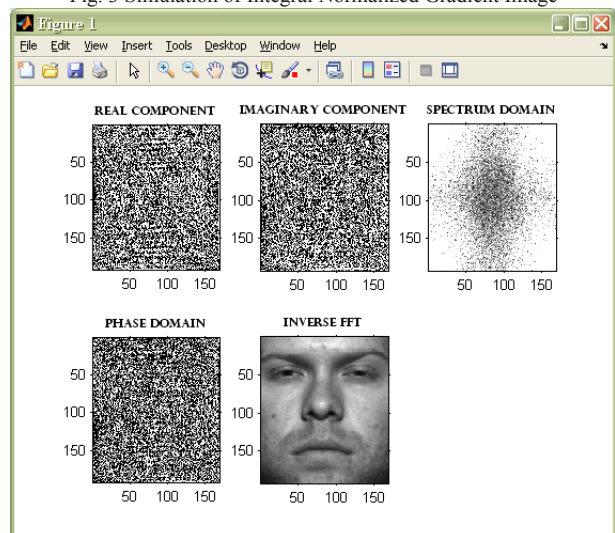 Fig. 3 Simulation of Integral Normalized Gradient Image
Figure 1
File Edit View Insert Tools Desktop Window Help
REAL COMPONENT IMAGINARY COMPONENT SPECTRUM DOMAIN
50 50 50
100 100 100
150 150 150
50 100 150 50 100 150 50 100 150
PHASE DOMAIN INVERSE FFT
50 50
100 100
150 150
50 100 150 50 100 150